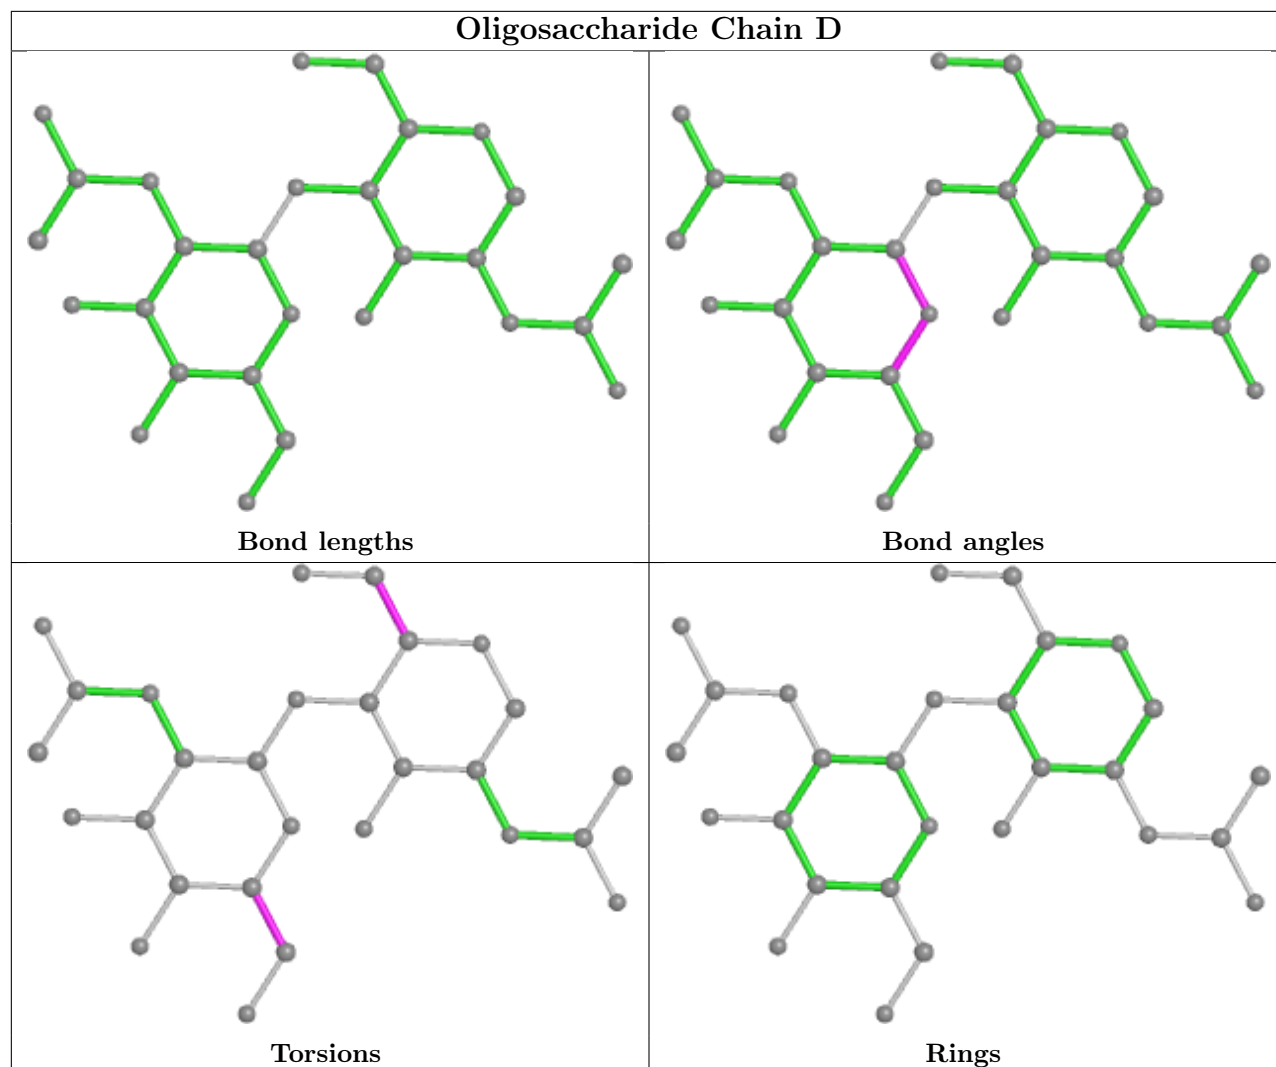 Oligosaccharide Chain D
Bond lengths
Bond angles
Torsions
Rings